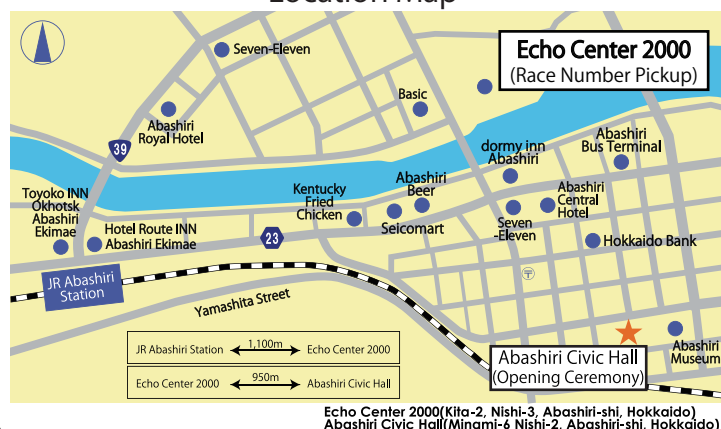 Location Map
Seven-Eleven
Echo Center 2000
(Race Number Pickup)
Basic
Abashiri
Royal Hotel
39
dormy inn
Abashiri
Abashiri
Bus Terminal
Toyoko INN
Okhotsk
Abashiri
Ekimae
Hotel Route INN
Abashiri Ekimae
Kentucky
Fried
Chicken
Abashiri
Beer
Seicomart
23
Seven
-Eleven
Abashiri
Central
Hotel
Hokkaido Bank
〒
JR Abashiri
Station
Yamashita Street
JR Abashiri Station 1,100m Echo Center 2000
Echo Center 2000 950m Abashiri Civic Hall
Abashiri Civic Hall
(Opening Ceremony)
Abashiri
Museum
Echo Center 2000(Kita-2, Nishi-3, Abashiri-shi, Hokkaido)
Abashiri Civic Hall(Minami-6 Nishi-2, Abashiri-shi, Hokkaido)